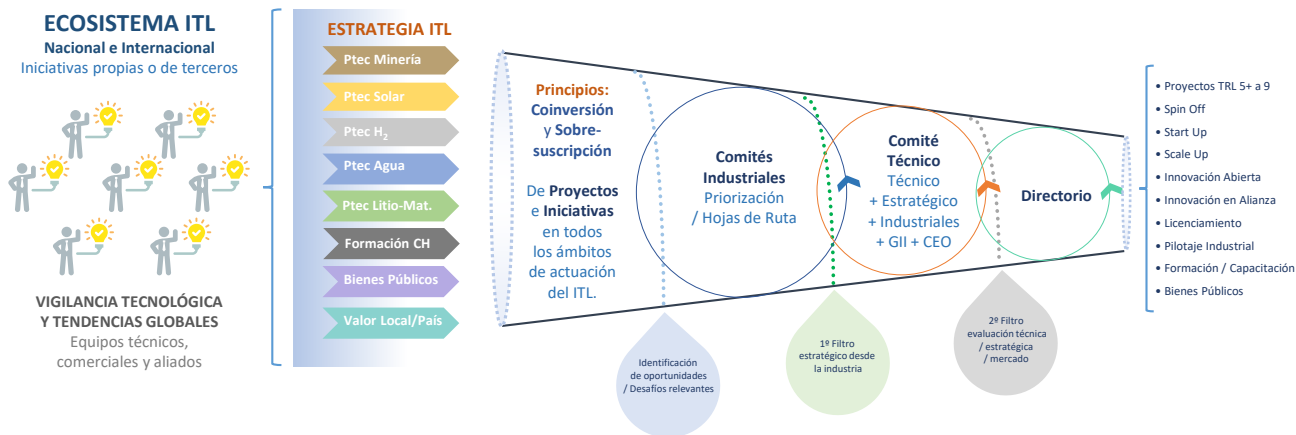 ECOSISTEMA ITL
Nacional e Internacional
Iniciativas propias o de terceros
VIGILANCIA TECNOLÓGICA
Y TENDENCIAS GLOBALES
Equipos técnicos,
comerciales y aliados
ESTRATEGIA ITL
Ptec Minería
Ptec Solar
Ptec H₂
Ptec Agua
Ptec Litio-Mat.
Formación CH
Bienes Públicos
Valor Local/País
Principios:
Coinversión
y Sobre-
suscripción
De Proyectos
e Iniciativas
en todos
los ámbitos
de actuación
del ITL.
Comités
Industriales
Priorización
/ Hojas de Ruta
Comité
Técnico
Técnico
+ Estratégico
+ Industriales
+ GII + CEO
Directorio
Identificación
de oportunidades
/ Desafíos relevantes
1º Filtro
estratégico desde
la industria
2º Filtro
evaluación técnica
/ estratégica
/ mercado
• Proyectos TRL 5+ a 9
• Spin Off
• Start Up
• Scale Up
• Innovación Abierta
• Innovación en Alianza
• Licenciamiento
• Pilotaje Industrial
• Formación / Capacitación
• Bienes Públicos